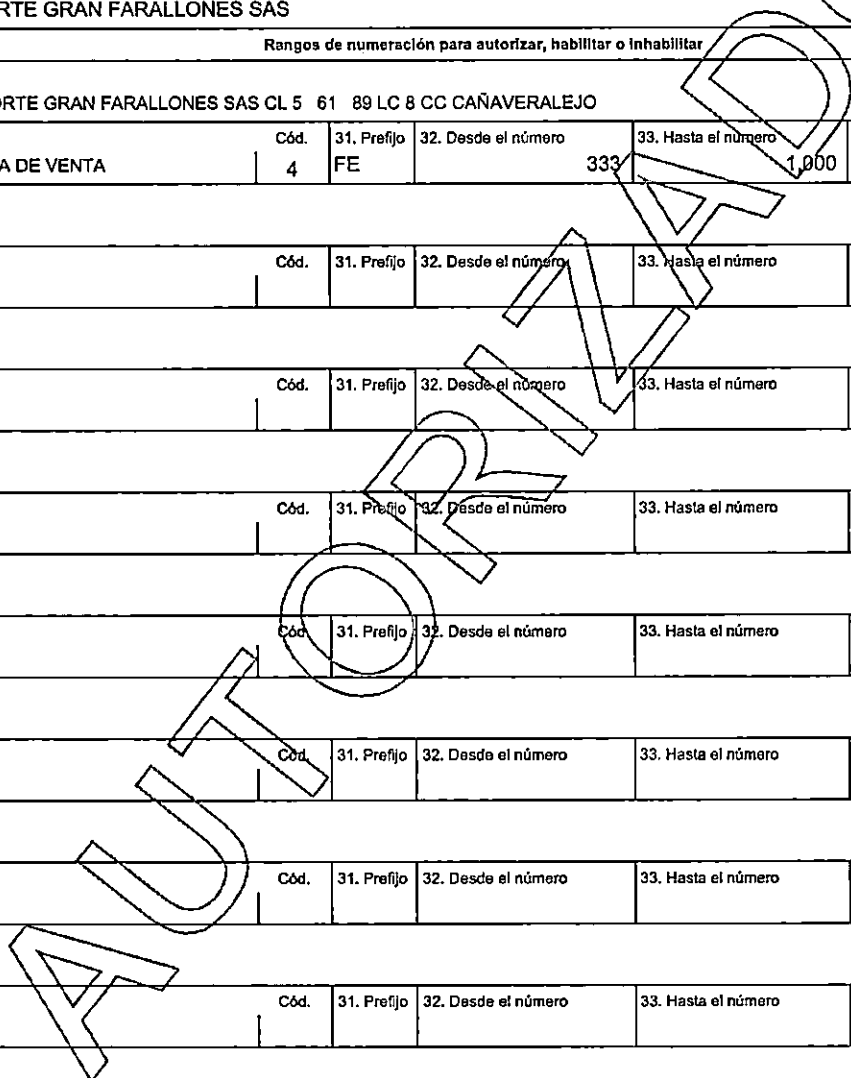 RTE GRAN FARALLONES SAS
Rangos de numeración para autorizar, habilitar o inhabilitar
ORTE GRAN FARALLONES SAS CL 5 61 89 LC 8 CC CAÑAVERALEJO
Cód. 31. Prefijo 32. Desde el número 33. Hasta el número
A DE VENTA 4 FE 333 1,000
Cód. 31. Prefijo 32. Desde el número 33. Hasta el número
Cód. 31. Prefijo 32. Desde el número 33. Hasta el número
Cód. 31. Prefijo 32. Desde el número 33. Hasta el número
Cód. 31. Prefijo 32. Desde el número 33. Hasta el número
Cód. 31. Prefijo 32. Desde el número 33. Hasta el número
Cód. 31. Prefijo 32. Desde el número 33. Hasta el número
Cód. 31. Prefijo 32. Desde el número 33. Hasta el número
AUTORIZAD